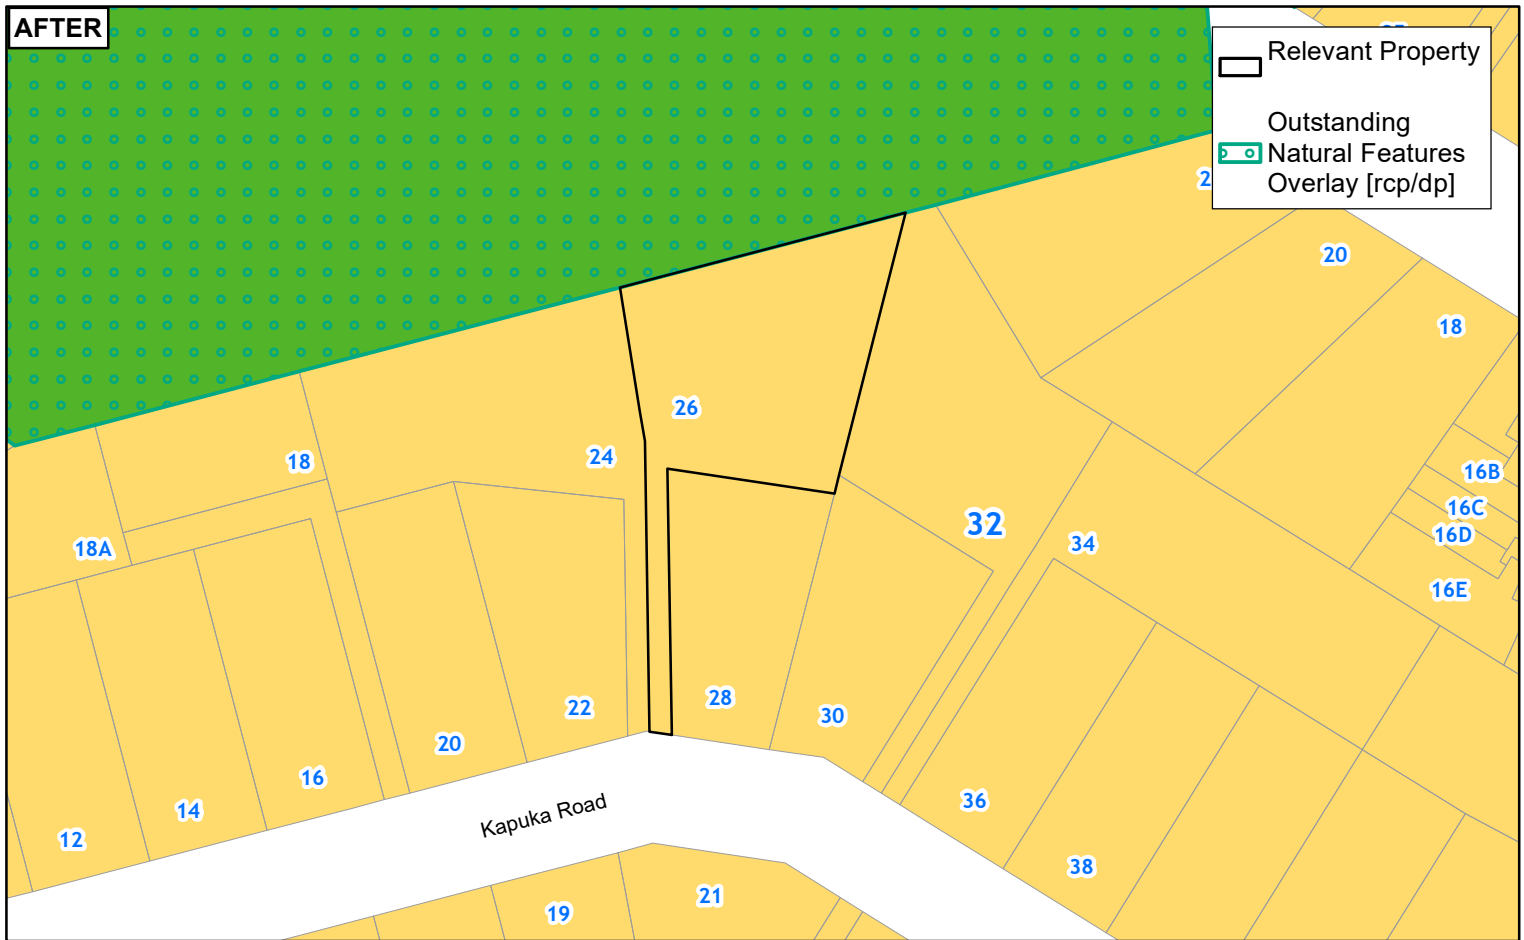 AFTER
Relevant Property
Outstanding
Natural Features
Overlay [rcp/dp]
20
18
26
24
18
16B
16C
32
16D
34
18A
16E
28
22
30
20
16
36
14
Kapuka Road
12
38
21
19